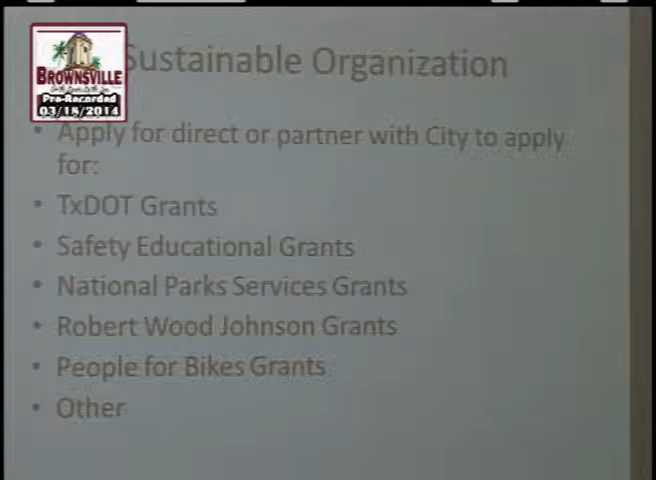 Sustainable Organization
BROWNSVILLE
Pre-Recorded
03/18/2014
• Apply for direct or partner with City to apply
for:
• TxDOT Grants
• Safety Educational Grants
• National Parks Services Grants
• Robert Wood Johnson Grants
• People for Bikes Grants
• Other